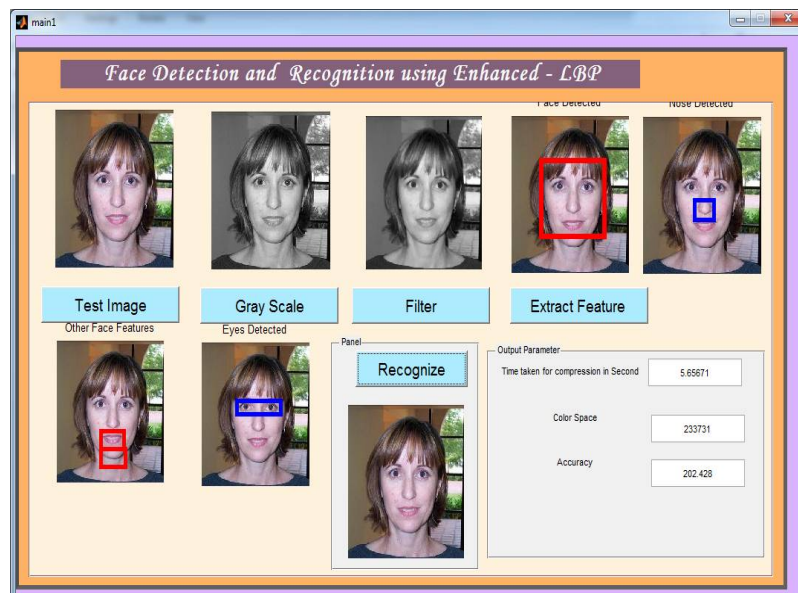 main1
Face Detection and Recognition using Enhanced - LBP
Face Detected
Nose Detected
Test Image
Gray Scale
Filter
Extract Feature
Other Face Features
Eyes Detected
Panel
Recognize
Output Parameter
Time taken for compression in Second
5.65671
Color Space
233731
Accuracy
202.428